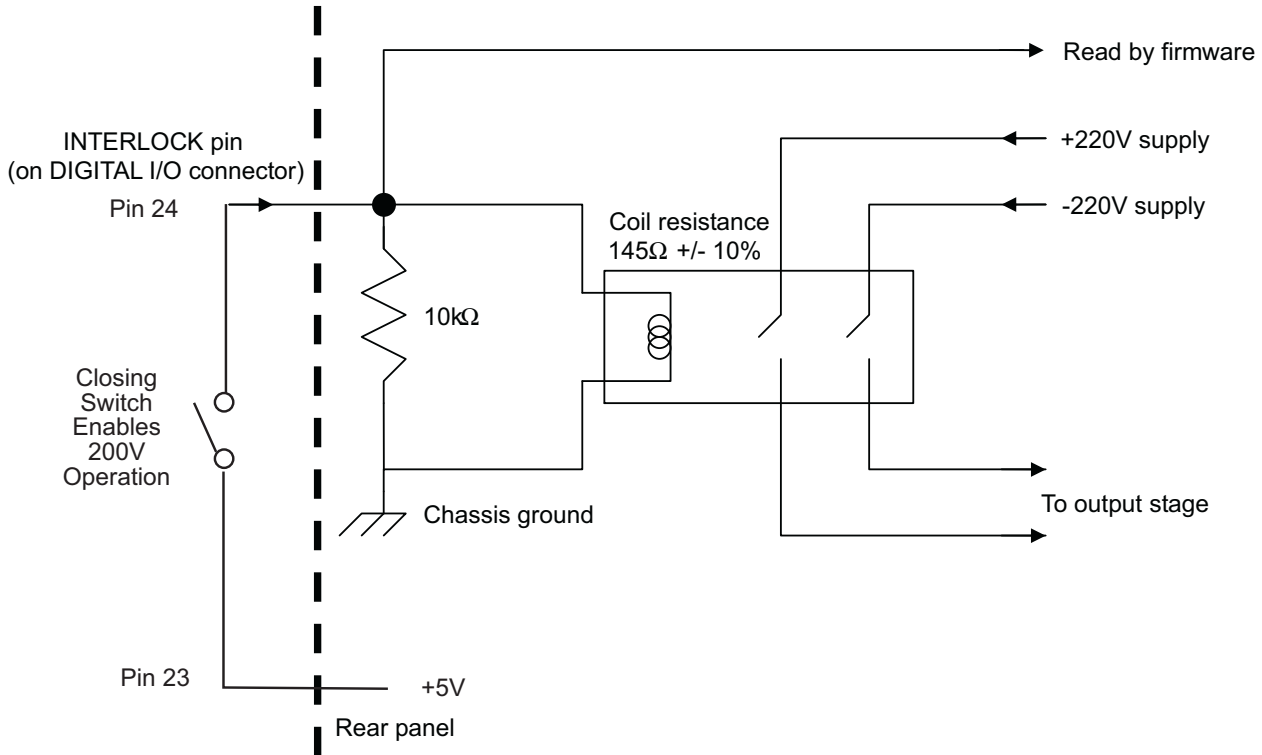 Read by firmware
+220V supply
-220V supply
INTERLOCK pin
(on DIGITAL I/O connector)
Pin 24
Coil resistance
145Ω +/- 10%
10kΩ
Closing
Switch
Enables
200V
Operation
Chassis ground
To output stage
Pin 23
+5V
Rear panel